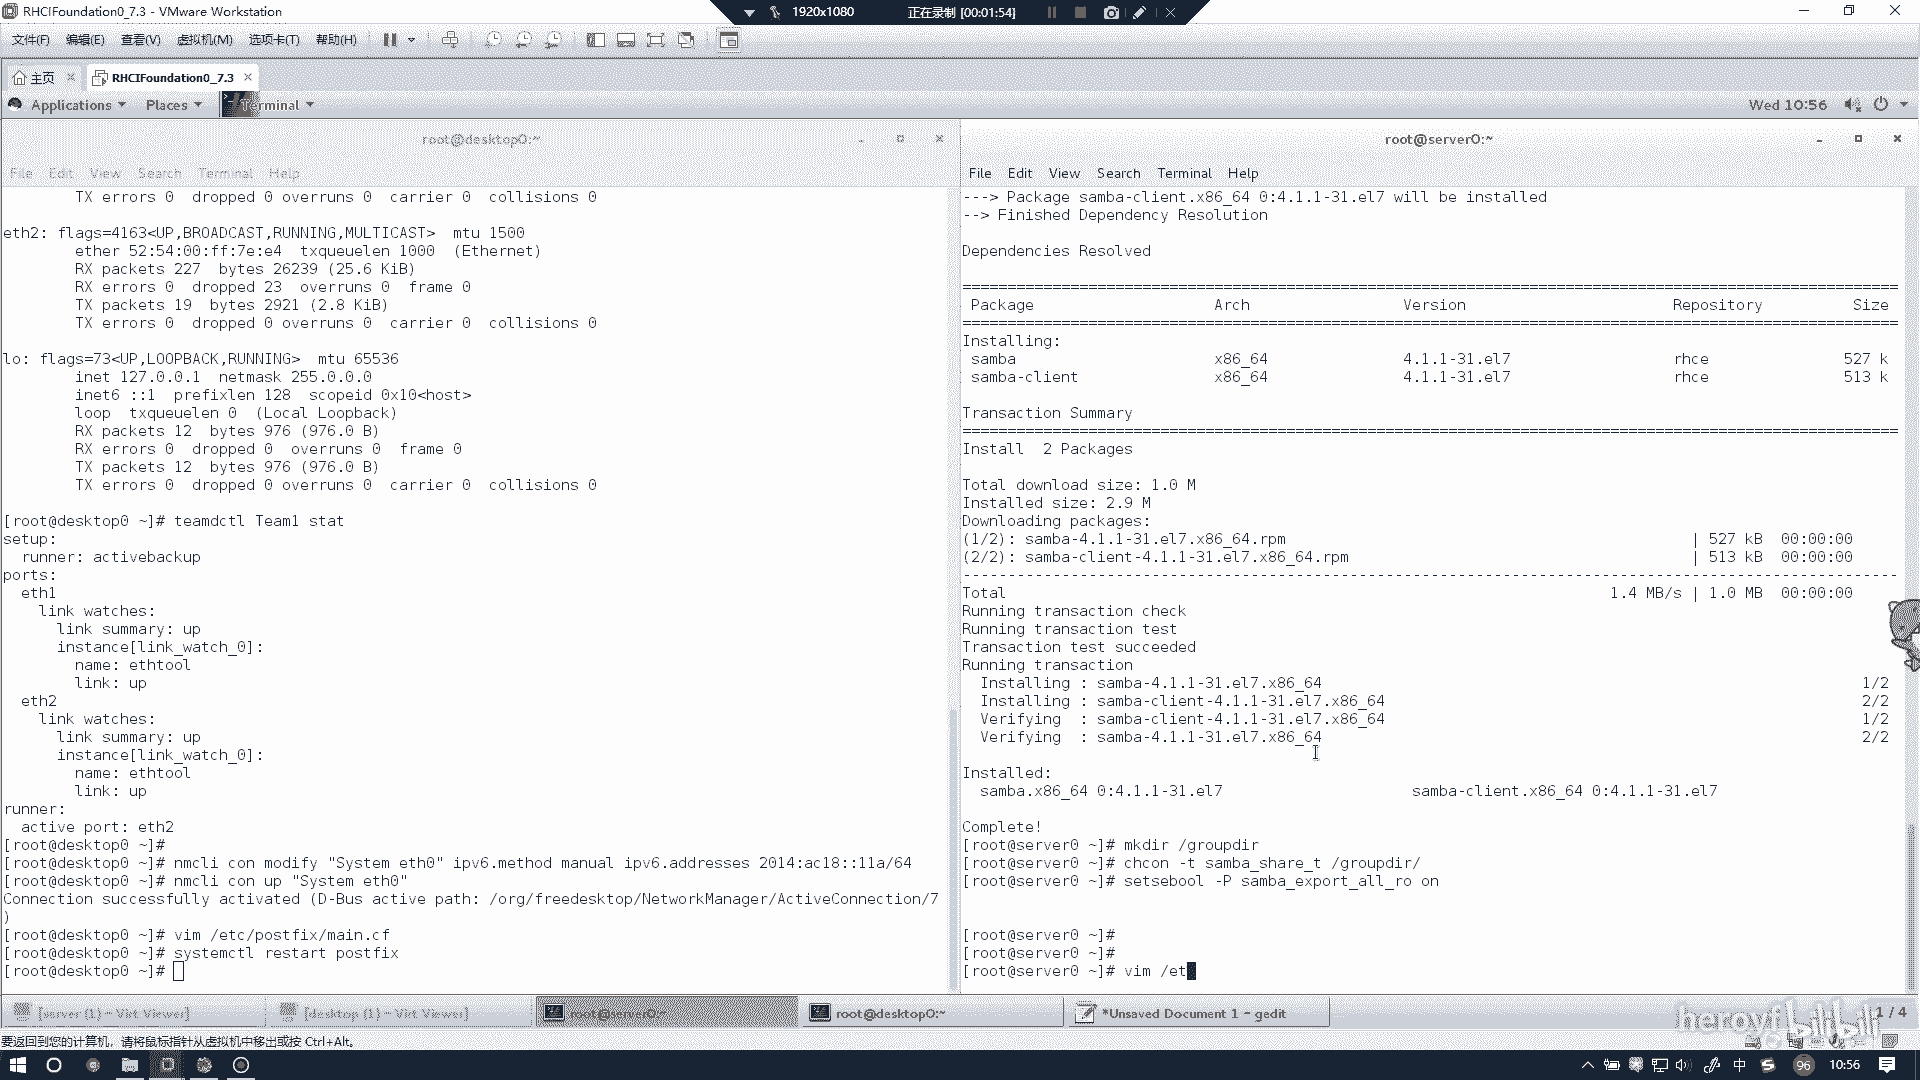 RHCIFoundation0_7.3 - VMware Workstation
1920x1080
正在录制 [00:01:54]
文件(F) 编辑(E) 查看(V) 虚拟机(M) 选项卡(T) 帮助(H)
主页
RHCIFoundation0_7.3
Applications Places Terminal
Wed 10:56
root@desktop0:~
File Edit View Search Terminal Help
TX errors 0 dropped 0 overruns 0 carrier 0 collisions 0
eth2: flags=4163<UP,BROADCAST,RUNNING,MULTICAST> mtu 1500
ether 52:54:00:ff:7e:e4 txqueuelen 1000 (Ethernet)
RX packets 227 bytes 26239 (25.6 KiB)
RX errors 0 dropped 23 overruns 0 frame 0
TX packets 19 bytes 2921 (2.8 KiB)
TX errors 0 dropped 0 overruns 0 carrier 0 collisions 0
lo: flags=73<UP,LOOPBACK,RUNNING> mtu 65536
inet 127.0.0.1 netmask 255.0.0.0
inet6 ::1 prefixlen 128 scopeid 0x10<host>
loop txqueuelen 0 (Local Loopback)
RX packets 12 bytes 976 (976.0 B)
RX errors 0 dropped 0 overruns 0 frame 0
TX packets 12 bytes 976 (976.0 B)
TX errors 0 dropped 0 overruns 0 carrier 0 collisions 0
[root@desktop0 ~]# teamdctl Team1 stat
setup:
runner: activebackup
ports:
eth1
link watches:
link summary: up
instance[link_watch_0]:
name: ethtool
link: up
eth2
link watches:
link summary: up
instance[link_watch_0]:
name: ethtool
link: up
runner:
active port: eth2
[root@desktop0 ~]#
[root@desktop0 ~]# nmcli con modify "System eth0" ipv6.method manual ipv6.addresses 2014:ac18::11a/64
[root@desktop0 ~]# nmcli con up "System eth0"
Connection successfully activated (D-Bus active path: /org/freedesktop/NetworkManager/ActiveConnection/7
)
[root@desktop0 ~]# vim /etc/postfix/main.cf
[root@desktop0 ~]# systemctl restart postfix
[root@desktop0 ~]#
root@server0:~
File Edit View Search Terminal Help
---> Package samba-client.x86_64 0:4.1.1-31.el7 will be installed
--> Finished Dependency Resolution
Dependencies Resolved
Package Arch Version Repository Size
Installing:
samba x86_64 4.1.1-31.el7 rhce 527 k
samba-client x86_64 4.1.1-31.el7 rhce 513 k
Transaction Summary
Install 2 Packages
Total download size: 1.0 M
Installed size: 2.9 M
Downloading packages:
(1/2): samba-4.1.1-31.el7.x86_64.rpm | 527 kB 00:00:00
(2/2): samba-client-4.1.1-31.el7.x86_64.rpm | 513 kB 00:00:00
Total 1.4 MB/s | 1.0 MB 00:00:00
Running transaction check
Running transaction test
Transaction test succeeded
Running transaction
Installing : samba-4.1.1-31.el7.x86_64 1/2
Installing : samba-client-4.1.1-31.el7.x86_64 2/2
Verifying : samba-client-4.1.1-31.el7.x86_64 1/2
Verifying : samba-4.1.1-31.el7.x86_64 2/2
Installed:
samba.x86_64 0:4.1.1-31.el7 samba-client.x86_64 0:4.1.1-31.el7
Complete!
[root@server0 ~]# mkdir /groupdir
[root@server0 ~]# chcon -t samba_share_t /groupdir/
[root@server0 ~]# setsebool -P samba_export_all_ro on
[root@server0 ~]#
[root@server0 ~]#
[root@server0 ~]# vim /et
[server (1) - Virt Viewer]
[desktop (1) - Virt Viewer]
root@server0:~
root@desktop0:~
*Unsaved Document 1 - gedit
heroyf bilibili
1 / 4
要返回到您的计算机，请将鼠标指针从虚拟机中移出或按 Ctrl+Alt。
中
96
10:56